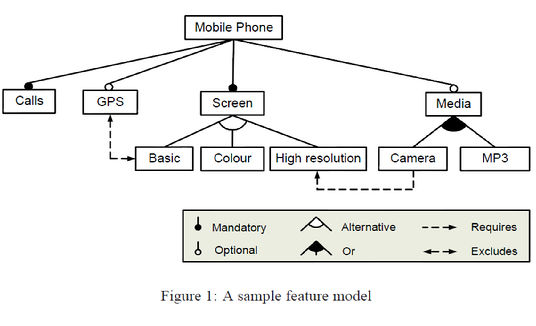 Mobile Phone
Calls GPS Screen Media
Basic Colour High resolution Camera MP3
Mandatory Alternative Requires
Optional Or Excludes
Figure 1: A sample feature model